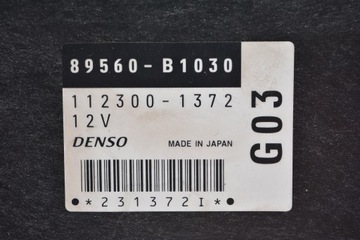 89560-B1030
112300-1372
12V
DENSO MADE IN JAPAN
*231372I*
G03